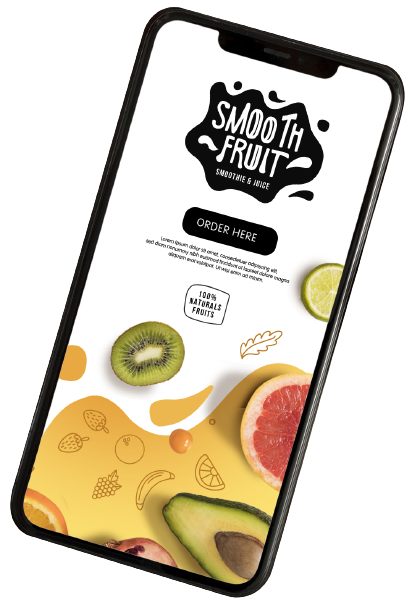 SMOOTH
FRUIT
SMOOTHIE & JUICE
ORDER HERE
Lorem ipsum dolor sit amet, consectetuer adipiscing elit,
sed diam nonummy nibh euismod tincidunt ut laoreet dolore magna
aliquam erat volutpat. Ut wisi enim ad minim.
100%
NATURALS
FRUITS